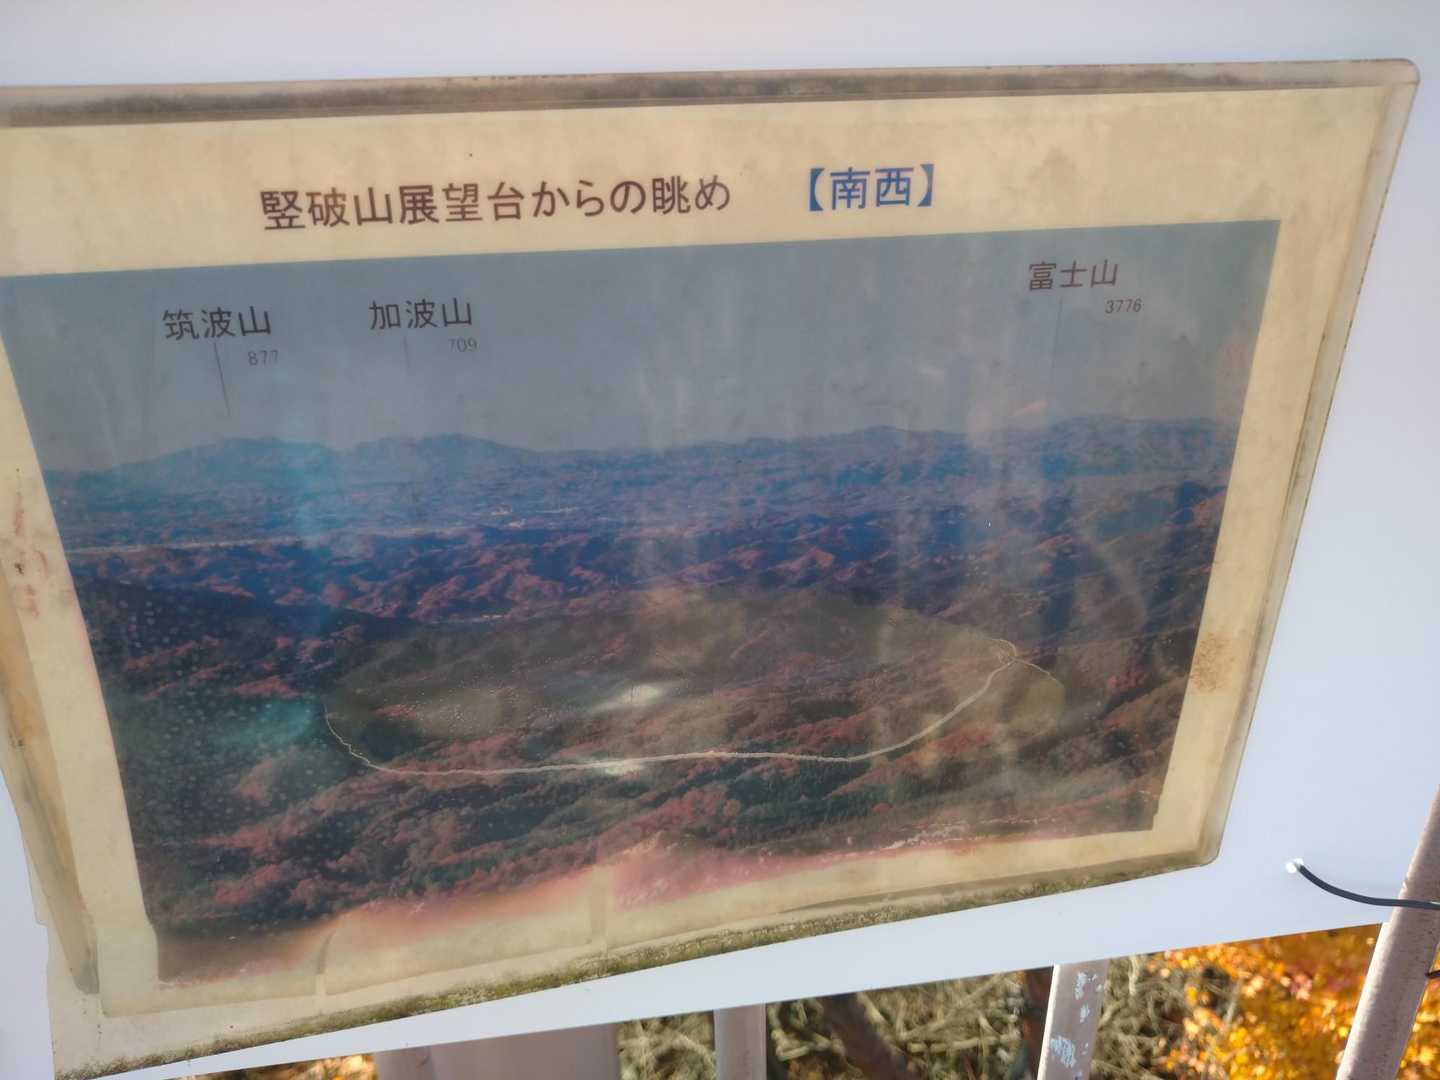 竪破山展望台からの眺め 【南西】
筑波山
877
加波山
709
富士山
3776